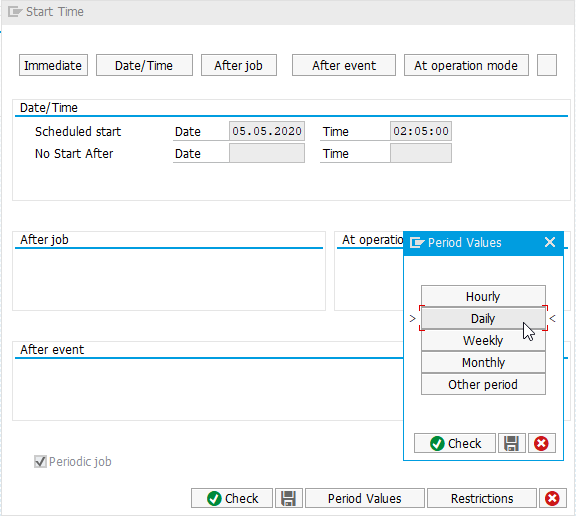 Start Time
Immediate Date/Time After job After event At operation mode
Date/Time
Scheduled start Date 05.05.2020 Time 02:05:00
No Start After Date Time
After job At operatio
Period Values
Hourly
> Daily <
Weekly
Monthly
Other period
After event
Check
Periodic job
Check Period Values Restrictions